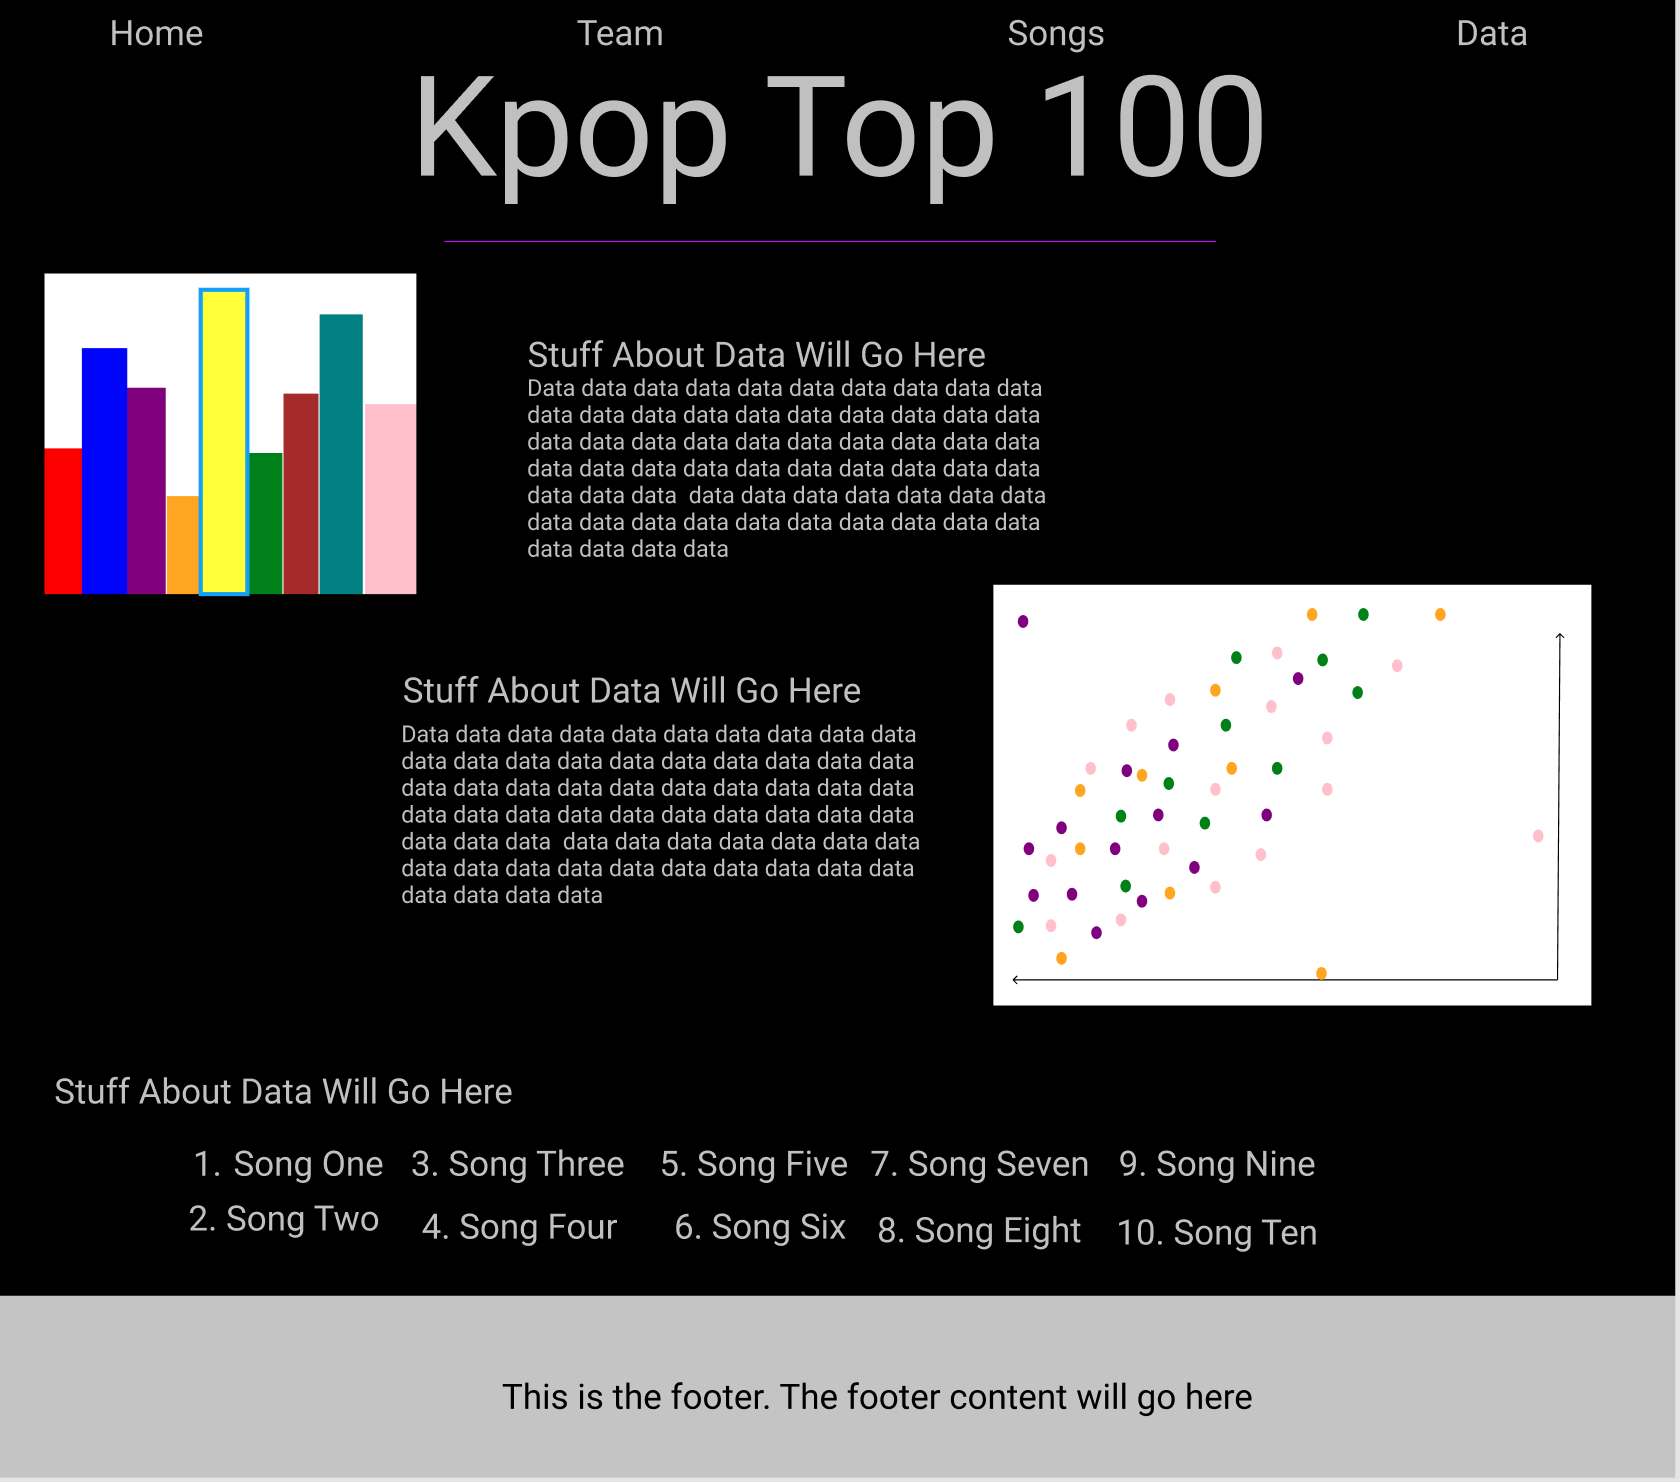 Home Team Songs Data
Kpop Top 100
Stuff About Data Will Go Here
Data data data data data data data data data data
data data data data data data data data data data
data data data data data data data data data data
data data data data data data data data data data
data data data  data data data data data data data
data data data data data data data data data data
data data data data
Stuff About Data Will Go Here
Data data data data data data data data data data
data data data data data data data data data data
data data data data data data data data data data
data data data data data data data data data data
data data data  data data data data data data data
data data data data data data data data data data
data data data data
Stuff About Data Will Go Here
1. Song One 3. Song Three 5. Song Five 7. Song Seven 9. Song Nine
2. Song Two 4. Song Four 6. Song Six 8. Song Eight 10. Song Ten
This is the footer. The footer content will go here